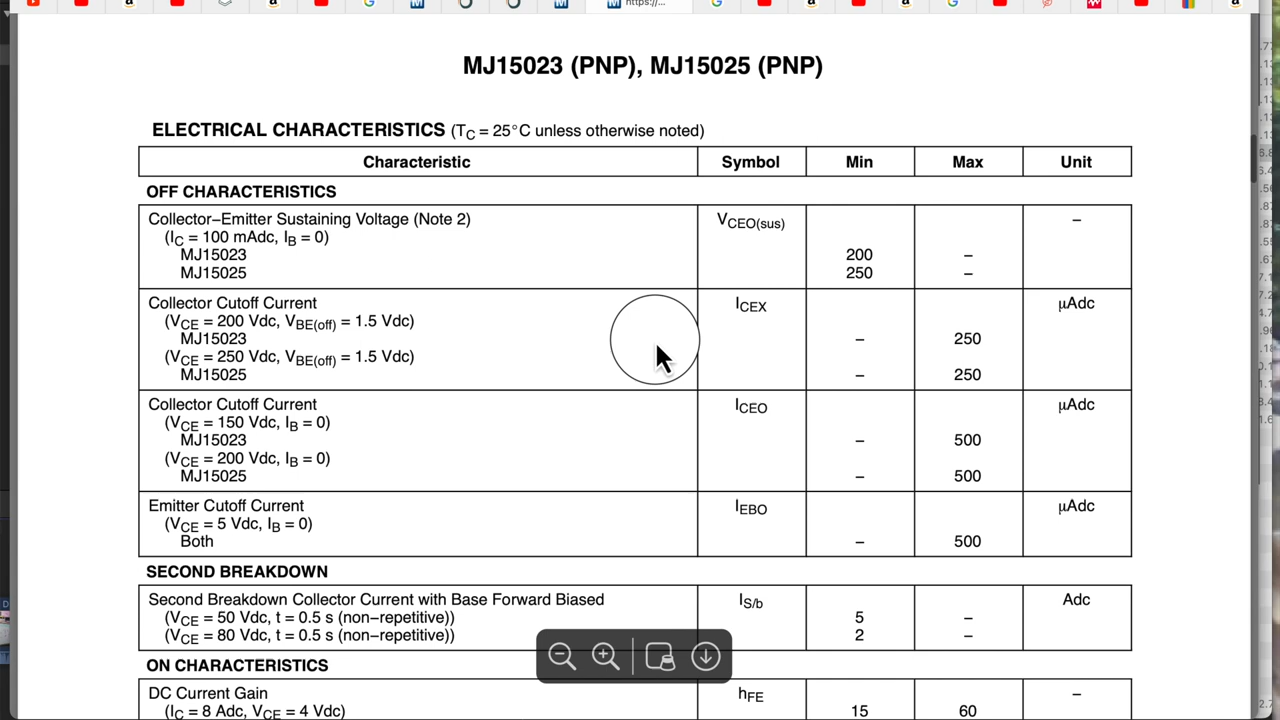 https://...
MJ15023 (PNP), MJ15025 (PNP)
ELECTRICAL CHARACTERISTICS (TC = 25°C unless otherwise noted)
Characteristic Symbol Min Max Unit
OFF CHARACTERISTICS
Collector–Emitter Sustaining Voltage (Note 2) VCEO(sus) –
(IC = 100 mAdc, IB = 0)
MJ15023 200 –
MJ15025 250 –
Collector Cutoff Current ICEX μAdc
(VCE = 200 Vdc, VBE(off) = 1.5 Vdc)
MJ15023 – 250
(VCE = 250 Vdc, VBE(off) = 1.5 Vdc)
MJ15025 – 250
Collector Cutoff Current ICEO μAdc
(VCE = 150 Vdc, IB = 0)
MJ15023 – 500
(VCE = 200 Vdc, IB = 0)
MJ15025 – 500
Emitter Cutoff Current IEBO μAdc
(VCE = 5 Vdc, IB = 0)
Both – 500
SECOND BREAKDOWN
Second Breakdown Collector Current with Base Forward Biased IS/b Adc
(VCE = 50 Vdc, t = 0.5 s (non–repetitive)) 5 –
(VCE = 80 Vdc, t = 0.5 s (non–repetitive)) 2 –
ON CHARACTERISTICS
DC Current Gain hFE –
(IC = 8 Adc, VCE = 4 Vdc) 15 60